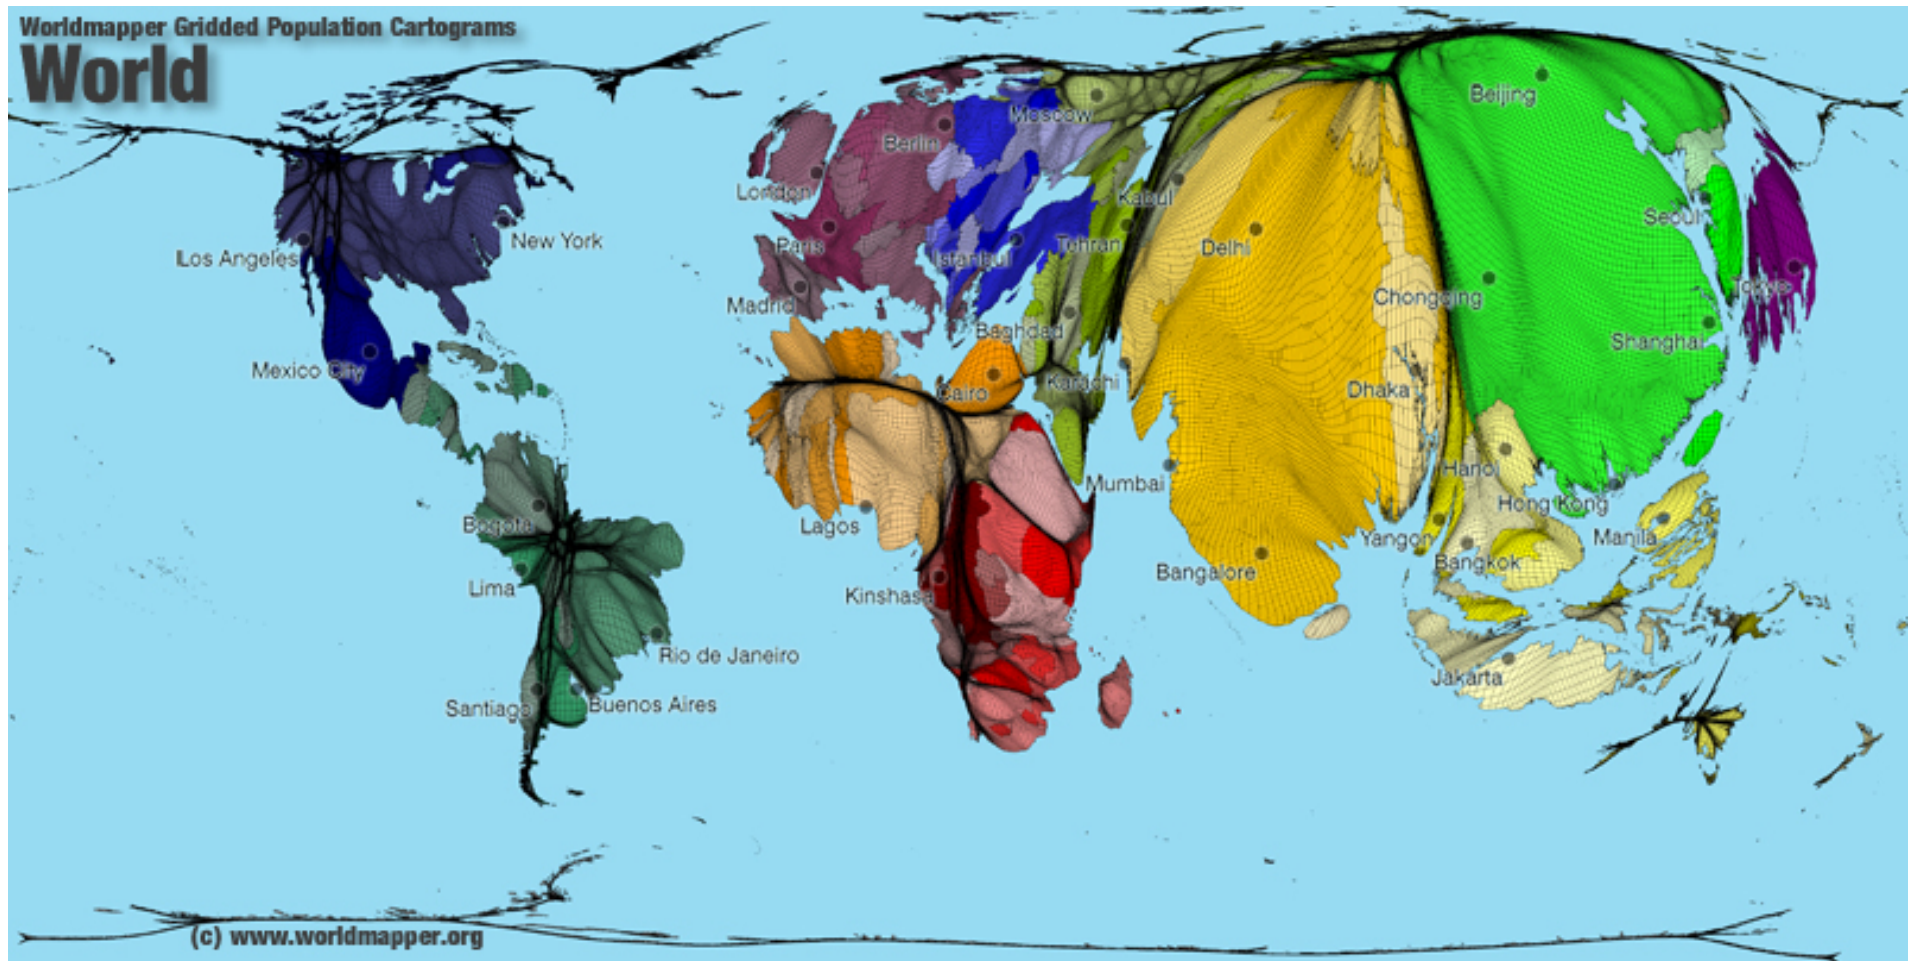 Worldmapper Gridded Population Cartograms
World
Moscow
Beijing
Berlin
London
Kabul
Seoul
Los Angeles
New York
Paris
Istanbul
Tehran
Delhi
Tokyo
Chongqing
Madrid
Baghdad
Shanghai
Mexico City
Cairo
Karachi
Dhaka
Mumbai
Hanoi
Hong Kong
Bogota
Lagos
Yangon
Manila
Bangkok
Lima
Kinshasa
Bangalore
Rio de Janeiro
Jakarta
Santiago
Buenos Aires
(c) www.worldmapper.org